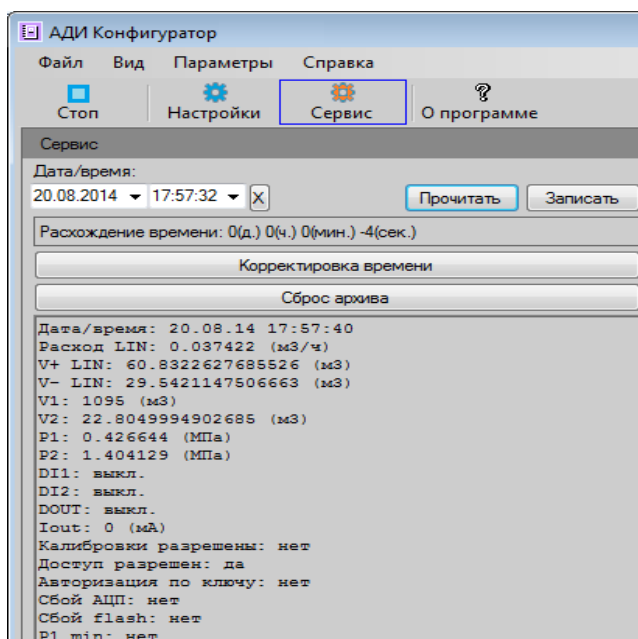 АДИ Конфигуратор
Файл Вид Параметры Справка
Стоп Настройки Сервис О программе
Сервис
Дата/время:
20.08.2014 17:57:32 X Прочитать Записать
Расхождение времени: 0(д.) 0(ч.) 0(мин.) -4(сек.)
Корректировка времени
Сброс архива
Дата/время: 20.08.14 17:57:40
Расход LIN: 0.037422 (м3/ч)
V+ LIN: 60.8322627685526 (м3)
V- LIN: 29.5421147506663 (м3)
V1: 1095 (м3)
V2: 22.8049994902685 (м3)
P1: 0.426644 (МПа)
P2: 1.404129 (МПа)
DI1: выкл.
DI2: выкл.
DOUT: выкл.
Iout: 0 (мА)
Калибровки разрешены: нет
Доступ разрешен: да
Авторизация по ключу: нет
Сбой АЦП: нет
Сбой flash: нет
P1 min: нет